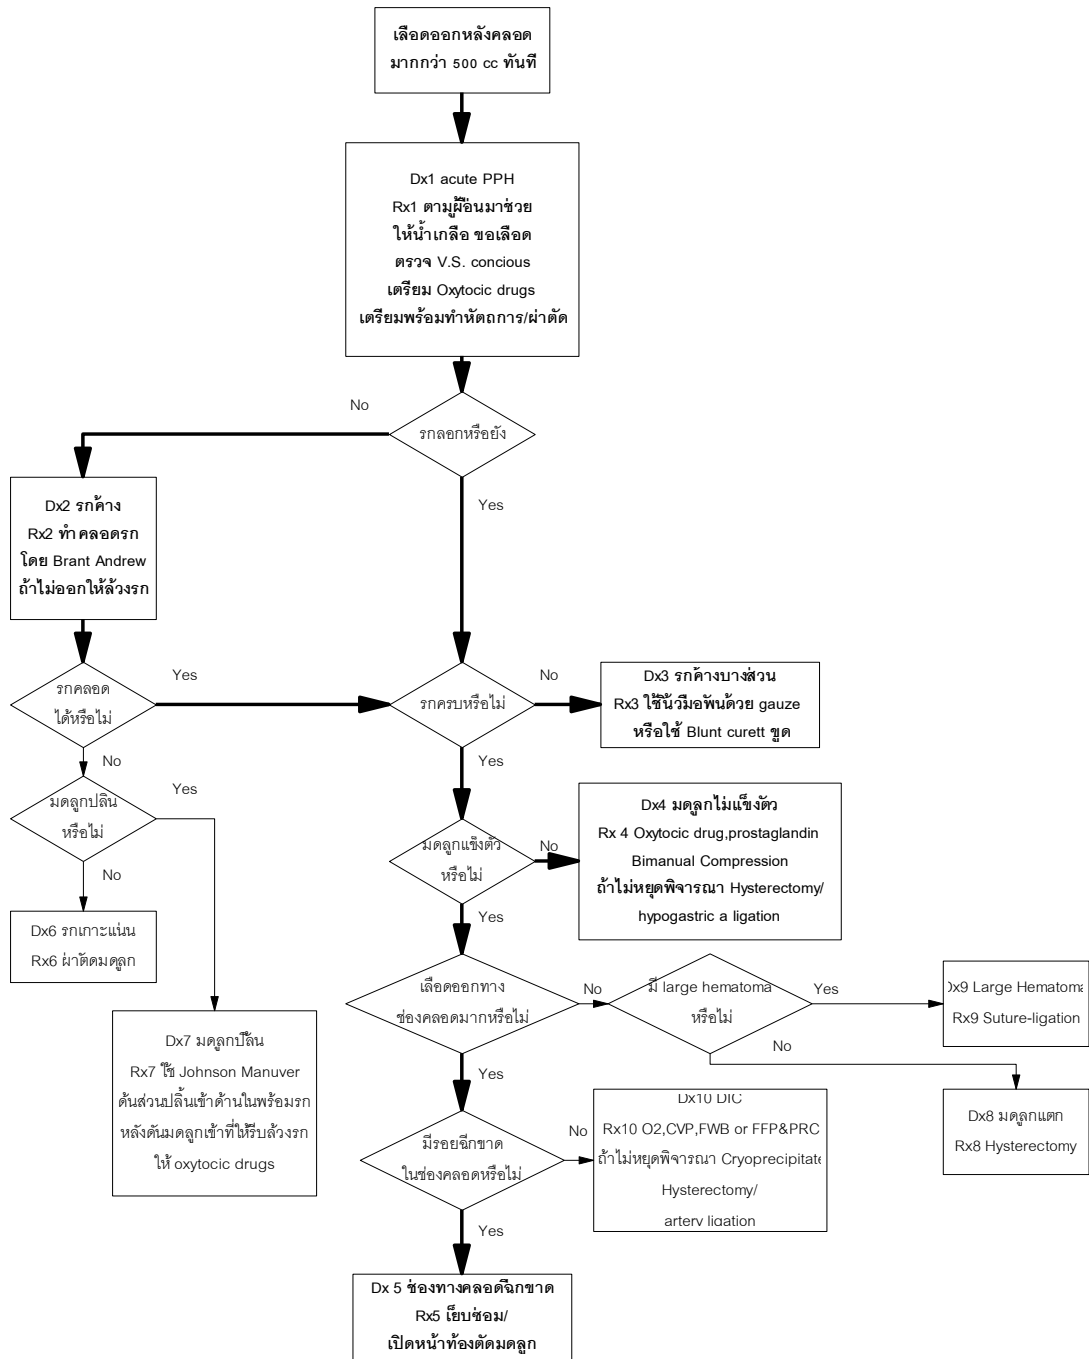 เลือดออกหลังคลอด
มากกว่า 500 cc ทันที
Dx1 acute PPH
Rx1 ตามผู้อื่นมาช่วย
ให้น้ำเกลือ ขอเลือด
ตรวจ V.S. concious
เตรียม Oxytocic drugs
เตรียมพร้อมทำหัตถการ/ผ่าตัด
No
รกลอกหรือยัง
Yes
Dx2 รกค้าง
Rx2 ทำคลอดรก
โดย Brant Andrew
ถ้าไม่ออกให้ล้วงรก
รกคลอด
ได้หรือไม่
Yes
No
รกครบหรือไม่
No
Yes
Dx3 รกค้างบางส่วน
Rx3 ใช้นิ้วมือพันด้วย gauze
หรือใช้ Blunt curett ขูด
มดลูกปลิ้น
หรือไม่
Yes
No
มดลูกแข็งตัว
หรือไม่
No
Yes
Dx4 มดลูกไม่แข็งตัว
Rx 4 Oxytocic drug,prostaglandin
Bimanual Compression
ถ้าไม่หยุดพิจารณา Hysterectomy/
hypogastric a ligation
Dx6 รกเกาะแน่น
Rx6 ผ่าตัดมดลูก
เลือดออกทาง
ช่องคลอดมากหรือไม่
No
Yes
มี large hematoma
หรือไม่
Yes
No
Dx9 Large Hematoma
Rx9 Suture-ligation
Dx7 มดลูกปลิ้น
Rx7 ใช้ Johnson Manuver
ดันส่วนปลิ้นเข้าด้านในพร้อมรก
หลังดันมดลูกเข้าที่ให้รีบล้วงรก
ให้ oxytocic drugs
มีรอยฉีกขาด
ในช่องคลอดหรือไม่
No
Yes
Dx10 DIC
Rx10 O2,CVP,FWB or FFP&PRC
ถ้าไม่หยุดพิจารณา Cryoprecipitate
Hysterectomy/
artery ligation
Dx8 มดลูกแตก
Rx8 Hysterectomy
Dx 5 ช่องทางคลอดฉีกขาด
Rx5 เย็บซ่อม/
เปิดหน้าท้องตัดมดลูก